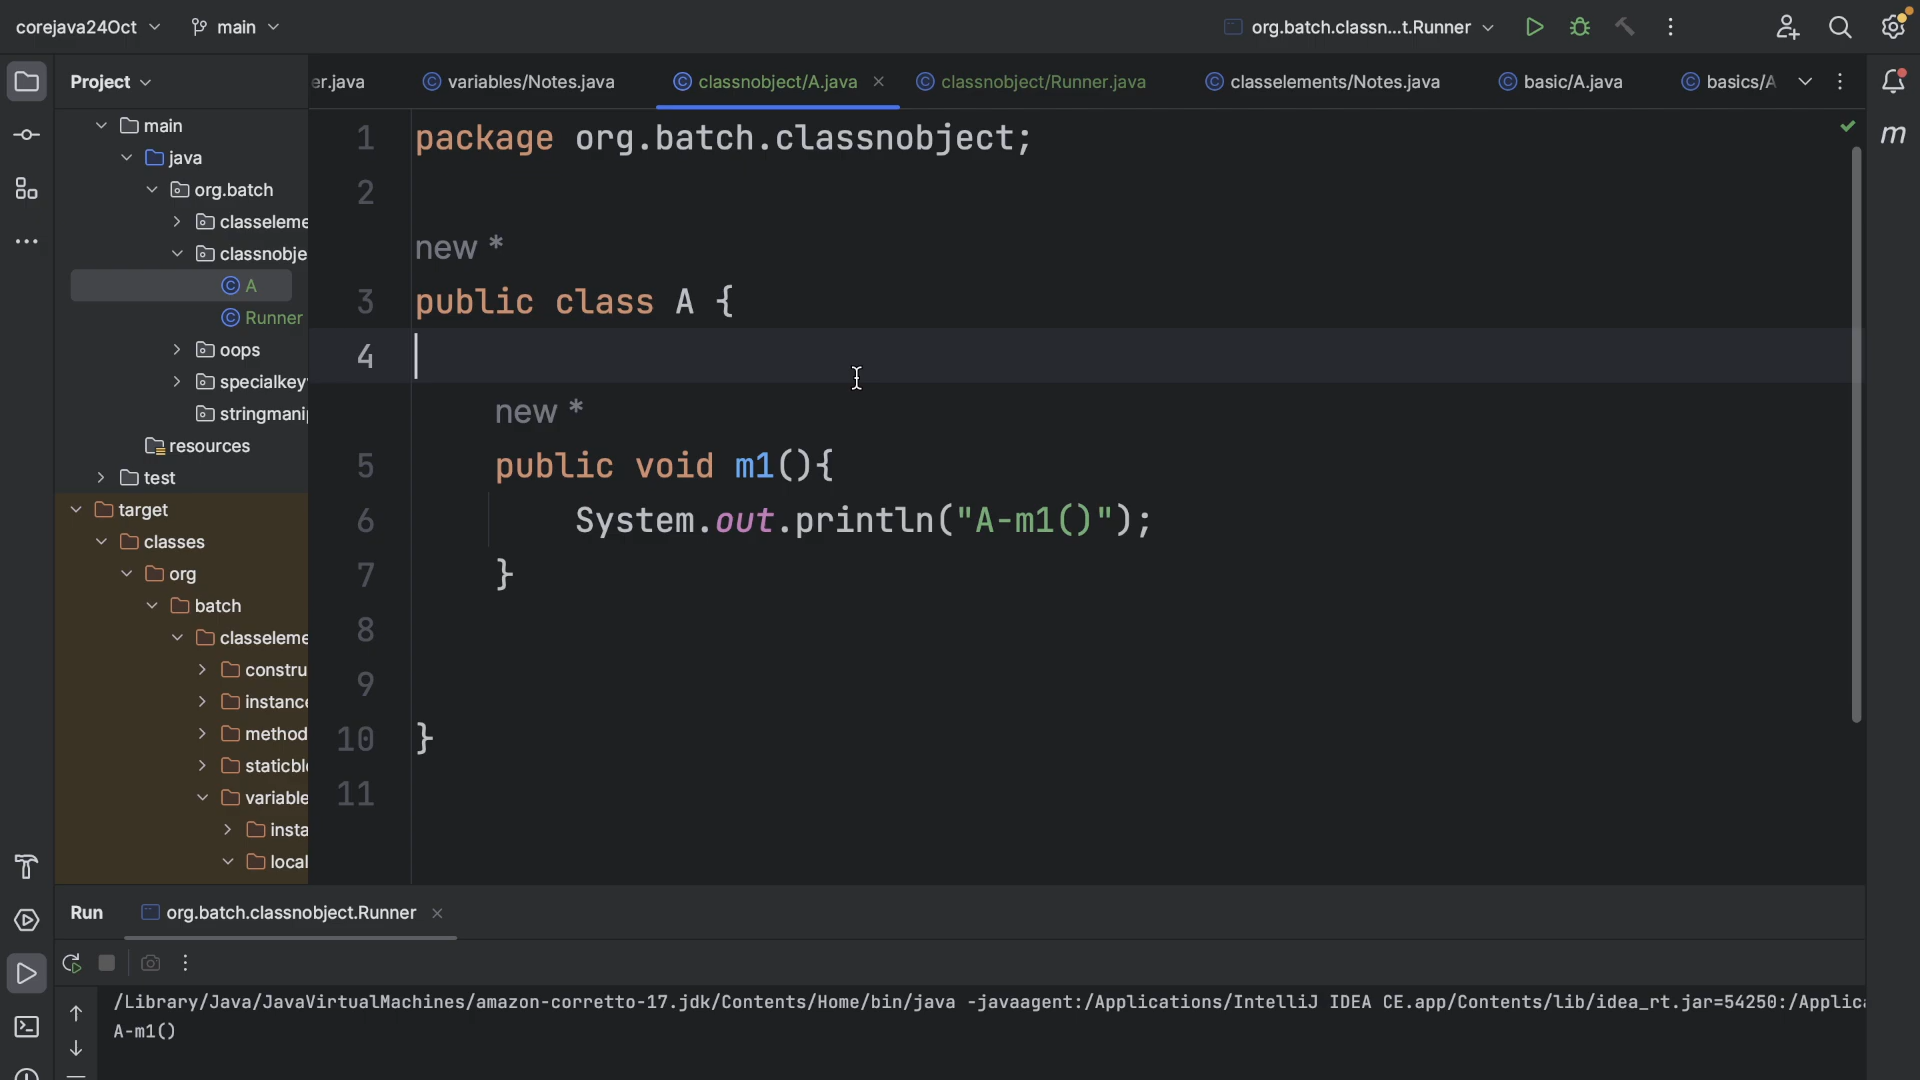 corejava24Oct
main
org.batch.classn...t.Runner
Project
er.java
variables/Notes.java
classnobject/A.java
classnobject/Runner.java
classelements/Notes.java
basic/A.java
basics/A
main
java
org.batch
classeleme
classnobje
A
Runner
oops
specialkey
stringmani
resources
test
target
classes
org
batch
classeleme
constru
instance
method
staticbl
variable
insta
local
1 package org.batch.classnobject;
2
new *
3 public class A {
4
new *
5 public void m1(){
6 System.out.println("A-m1()");
7 }
8
9
10 }
11
m
Run
org.batch.classnobject.Runner
/Library/Java/JavaVirtualMachines/amazon-corretto-17.jdk/Contents/Home/bin/java -javaagent:/Applications/IntelliJ IDEA CE.app/Contents/lib/idea_rt.jar=54250:/Applica
A-m1()